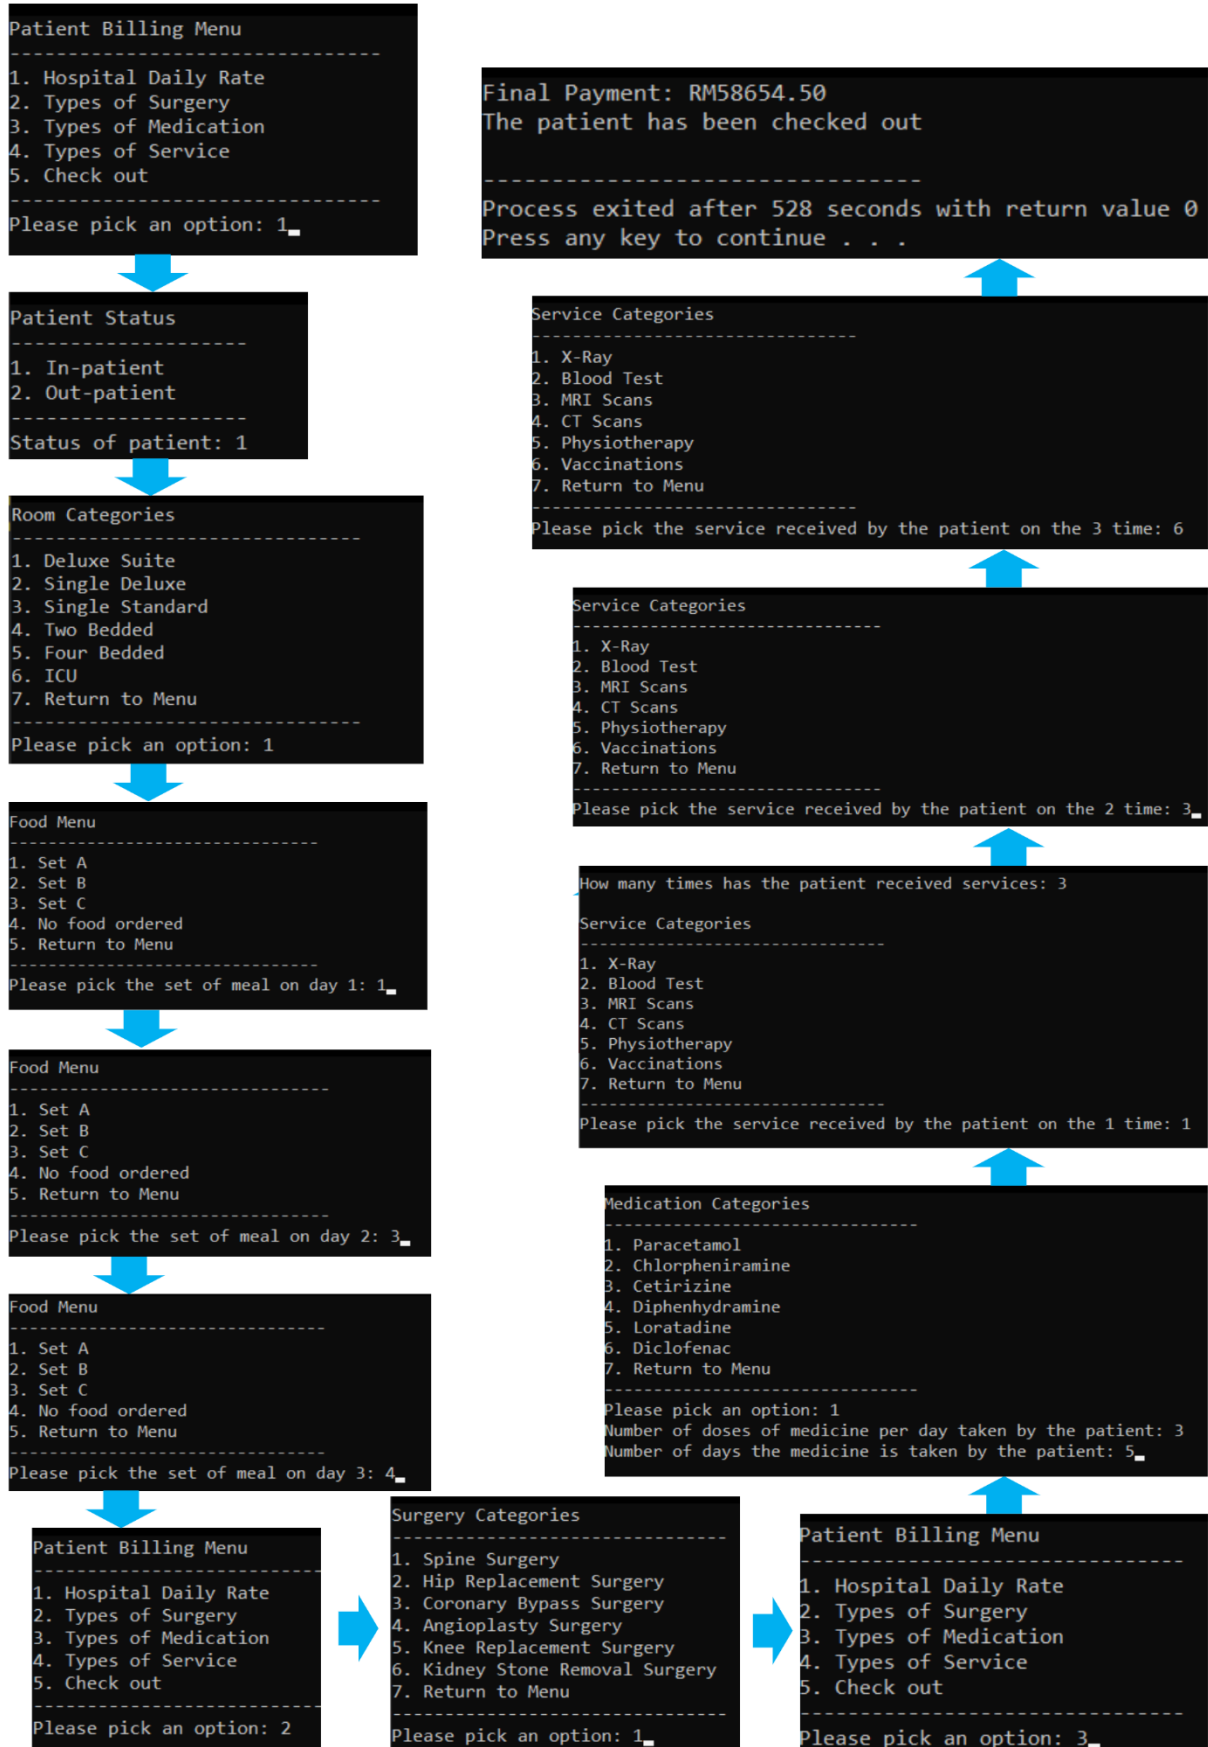 Patient Billing Menu
--------------------------------
1. Hospital Daily Rate
2. Types of Surgery
3. Types of Medication
4. Types of Service
5. Check out
--------------------------------
Please pick an option: 1
Patient Status
--------------------
1. In-patient
2. Out-patient
--------------------
Status of patient: 1
Room Categories
--------------------------------
1. Deluxe Suite
2. Single Deluxe
3. Single Standard
4. Two Bedded
5. Four Bedded
6. ICU
7. Return to Menu
--------------------------------
Please pick an option: 1
Food Menu
--------------------------------
1. Set A
2. Set B
3. Set C
4. No food ordered
5. Return to Menu
--------------------------------
Please pick the set of meal on day 1: 1
Food Menu
--------------------------------
1. Set A
2. Set B
3. Set C
4. No food ordered
5. Return to Menu
--------------------------------
Please pick the set of meal on day 2: 3
Food Menu
--------------------------------
1. Set A
2. Set B
3. Set C
4. No food ordered
5. Return to Menu
--------------------------------
Please pick the set of meal on day 3: 4
Patient Billing Menu
--------------------------------
1. Hospital Daily Rate
2. Types of Surgery
3. Types of Medication
4. Types of Service
5. Check out
--------------------------------
Please pick an option: 2
Surgery Categories
--------------------------------
1. Spine Surgery
2. Hip Replacement Surgery
3. Coronary Bypass Surgery
4. Angioplasty Surgery
5. Knee Replacement Surgery
6. Kidney Stone Removal Surgery
7. Return to Menu
--------------------------------
Please pick an option: 1
Patient Billing Menu
--------------------------------
1. Hospital Daily Rate
2. Types of Surgery
3. Types of Medication
4. Types of Service
5. Check out
--------------------------------
Please pick an option: 3
Medication Categories
--------------------------------
1. Paracetamol
2. Chlorpheniramine
3. Cetirizine
4. Diphenhydramine
5. Loratadine
6. Diclofenac
7. Return to Menu
--------------------------------
Please pick an option: 1
Number of doses of medicine per day taken by the patient: 3
Number of days the medicine is taken by the patient: 5
How many times has the patient received services: 3
Service Categories
--------------------------------
1. X-Ray
2. Blood Test
3. MRI Scans
4. CT Scans
5. Physiotherapy
6. Vaccinations
7. Return to Menu
--------------------------------
Please pick the service received by the patient on the 1 time: 1
Service Categories
--------------------------------
1. X-Ray
2. Blood Test
3. MRI Scans
4. CT Scans
5. Physiotherapy
6. Vaccinations
7. Return to Menu
--------------------------------
Please pick the service received by the patient on the 2 time: 3
Service Categories
--------------------------------
1. X-Ray
2. Blood Test
3. MRI Scans
4. CT Scans
5. Physiotherapy
6. Vaccinations
7. Return to Menu
--------------------------------
Please pick the service received by the patient on the 3 time: 6
Final Payment: RM58654.50
The patient has been checked out
--------------------------------
Process exited after 528 seconds with return value 0
Press any key to continue . . .